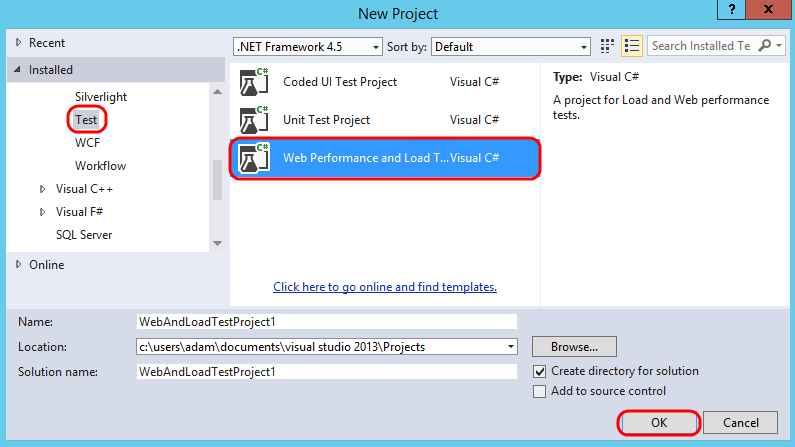 New Project
? x
Recent
.NET Framework 4.5 Sort by: Default Search Installed Te
Installed
Silverlight
Test
WCF
Workflow
Visual C++
Visual F#
SQL Server
Online
C# Coded UI Test Project Visual C#
C# Unit Test Project Visual C#
C# Web Performance and Load T... Visual C#
Click here to go online and find templates.
Type: Visual C#
A project for Load and Web performance
tests.
Name: WebAndLoadTestProject1
Location: c:\users\adam\documents\visual studio 2013\Projects Browse...
Solution name: WebAndLoadTestProject1
Create directory for solution
Add to source control
OK Cancel